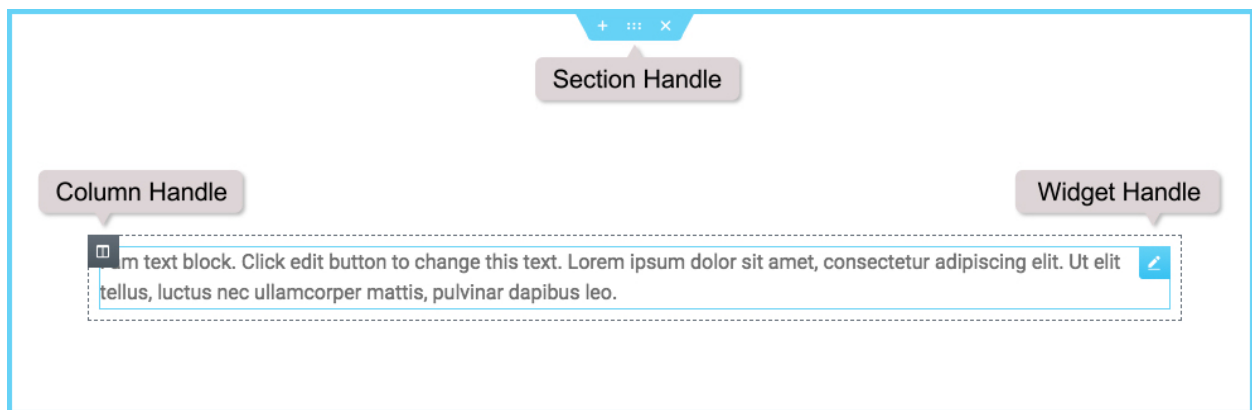 Section Handle
Column Handle
Widget Handle
am text block. Click edit button to change this text. Lorem ipsum dolor sit amet, consectetur adipiscing elit. Ut elit
tellus, luctus nec ullamcorper mattis, pulvinar dapibus leo.